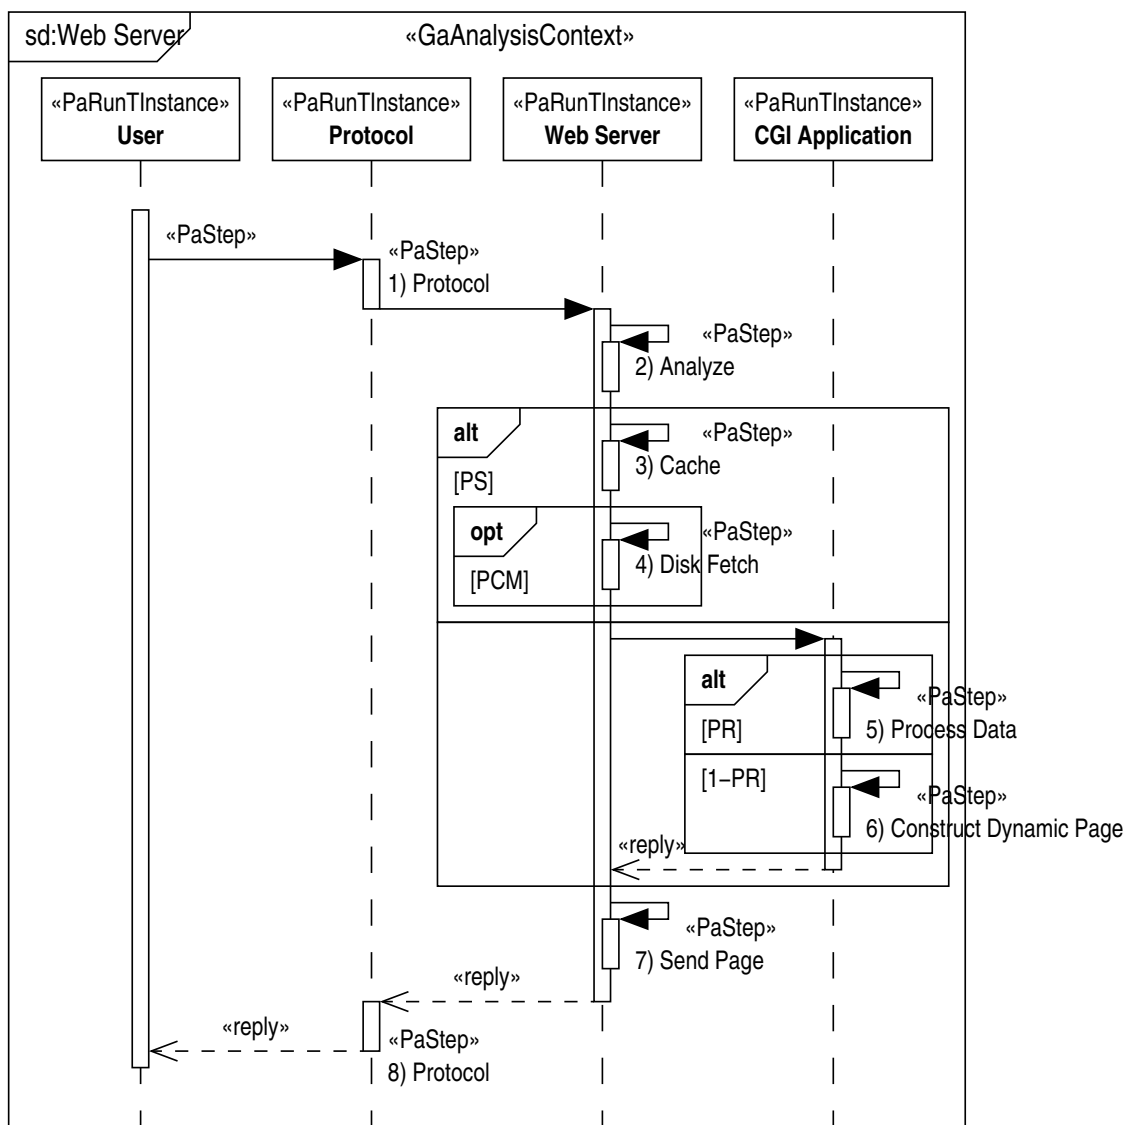 sd:Web Server
«GaAnalysisContext»
«PaRunTInstance»
User
«PaRunTInstance»
Protocol
«PaRunTInstance»
Web Server
«PaRunTInstance»
CGI Application
«PaStep»
«PaStep»
1) Protocol
«PaStep»
2) Analyze
alt
[PS]
«PaStep»
3) Cache
opt
[PCM]
«PaStep»
4) Disk Fetch
alt
[PR]
«PaStep»
5) Process Data
[1−PR]
«PaStep»
6) Construct Dynamic Page
«reply»
«PaStep»
7) Send Page
«reply»
«reply»
«PaStep»
8) Protocol